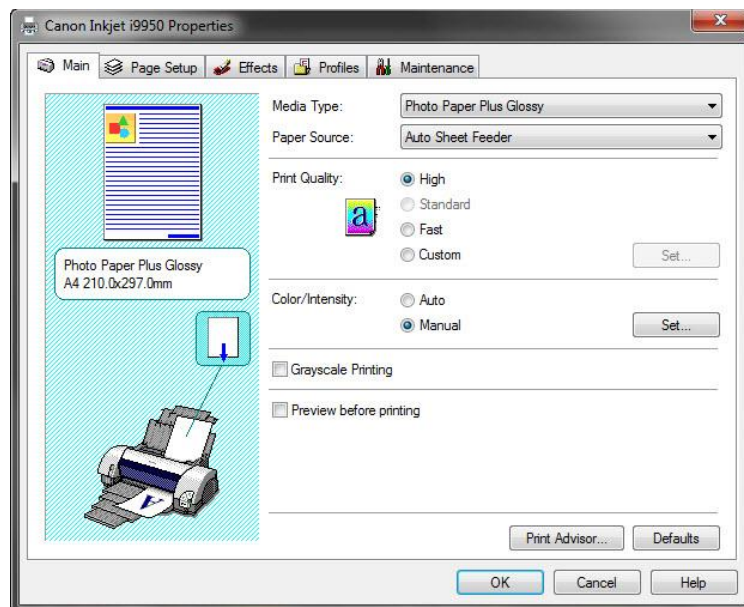 Canon Inkjet i9950 Properties
Main Page Setup Effects Profiles Maintenance
Media Type: Photo Paper Plus Glossy
Paper Source: Auto Sheet Feeder
Print Quality: High
Standard
Fast
Custom Set...
a
Photo Paper Plus Glossy
A4 210.0x297.0mm
Color/Intensity: Auto
Manual Set...
Grayscale Printing
Preview before printing
A
Print Advisor... Defaults
OK Cancel Help